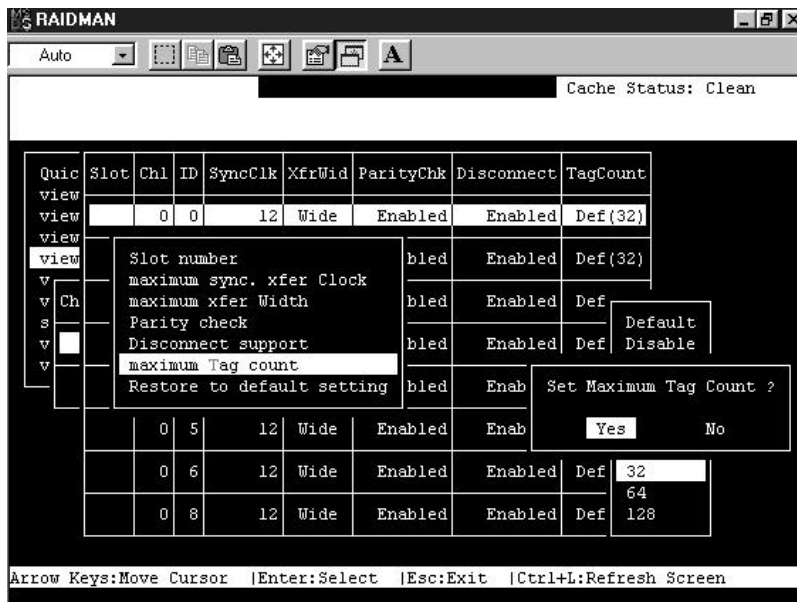 RAIDMAN
Auto
A
Cache Status: Clean
Quic Slot Chl ID SyncClk XfrWid ParityChk Disconnect TagCount
view
view 0 0 12 Wide Enabled Enabled Def(32)
view
view Slot number bled Enabled Def(32)
v maximum sync. xfer Clock
v Ch maximum xfer Width bled Enabled Def
s Parity check Default
v Disconnect support bled Enabled Def Disable
v maximum Tag count
Restore to default setting bled Enab Set Maximum Tag Count ?
0 5 12 Wide Enabled Enab Yes No
0 6 12 Wide Enabled Enabled Def 32
64
0 8 12 Wide Enabled Enabled Def 128
Arrow Keys:Move Cursor |Enter:Select |Esc:Exit |Ctrl+L:Refresh Screen